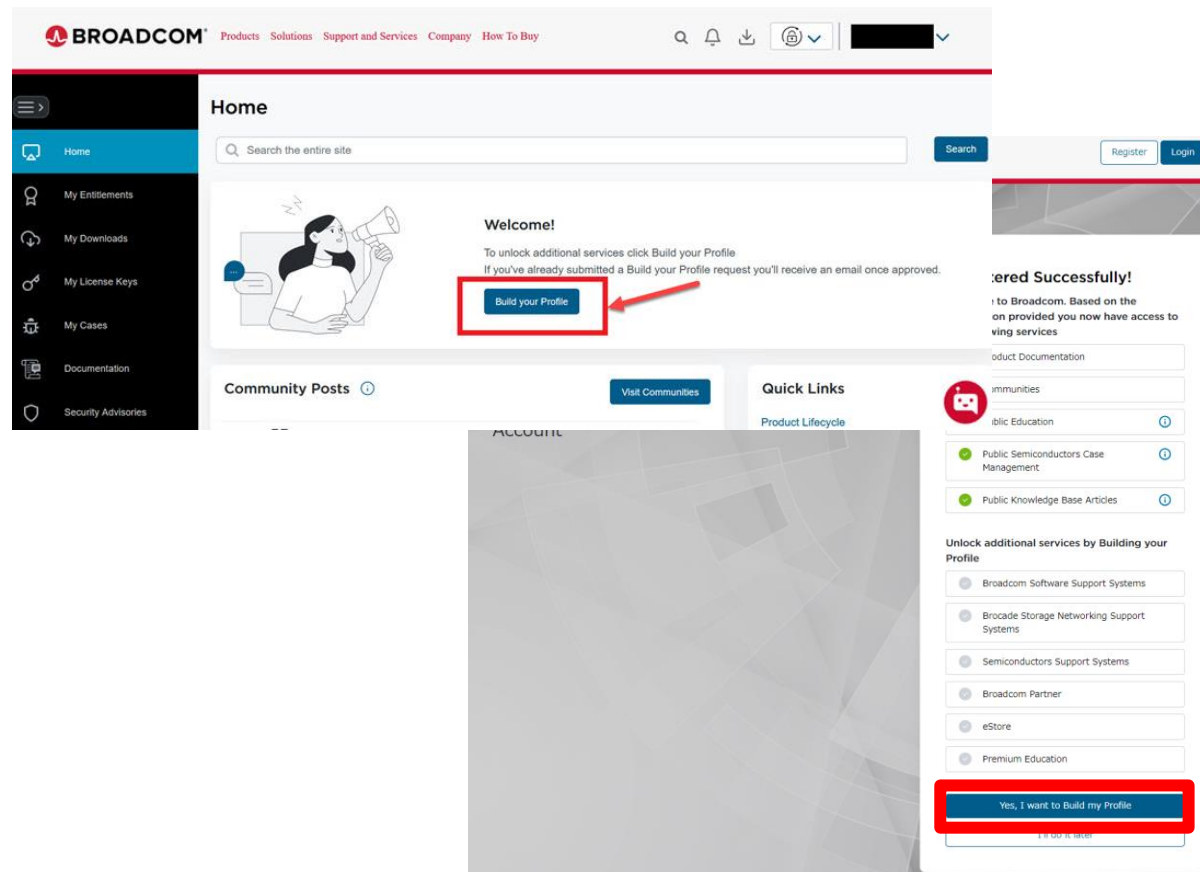 BROADCOM
Products Solutions Support and Services Company How To Buy
Home
Search the entire site
Search
Home
My Entitlements
My Downloads
My License Keys
My Cases
Documentation
Security Advisories
Welcome!
To unlock additional services click Build your Profile
If you've already submitted a Build your Profile request you'll receive an email once approved.
Build your Profile
Community Posts
Visit Communities
Quick Links
Product Lifecycle
Register Login
Successfully!
to Broadcom. Based on the
provided you now have access to
services
Documentation
Education
Public Semiconductors Case
Management
Public Knowledge Base Articles
Unlock additional services by Building your
Profile
Broadcom Software Support Systems
Brocade Storage Networking Support
Systems
Semiconductors Support Systems
Broadcom Partner
eStore
Premium Education
Yes, I want to Build my Profile
I'll do it later
Account